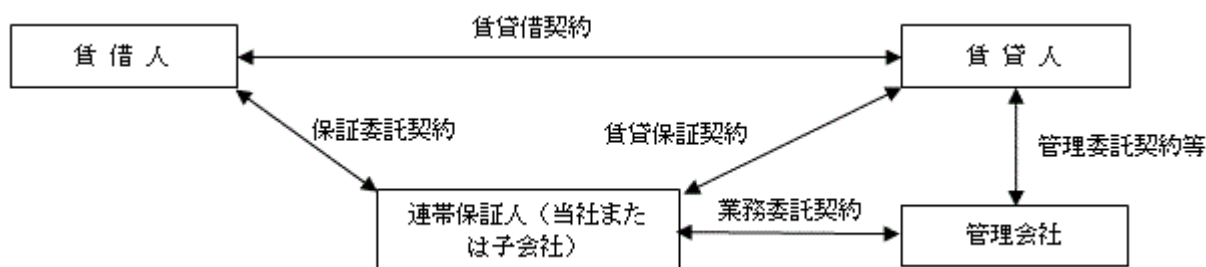 賃貸借契約
賃 借 人
賃 貸 人
保証委託契約
賃貸保証契約
管理委託契約等
連帯保証人（当社また
は子会社）
業務委託契約
管理会社